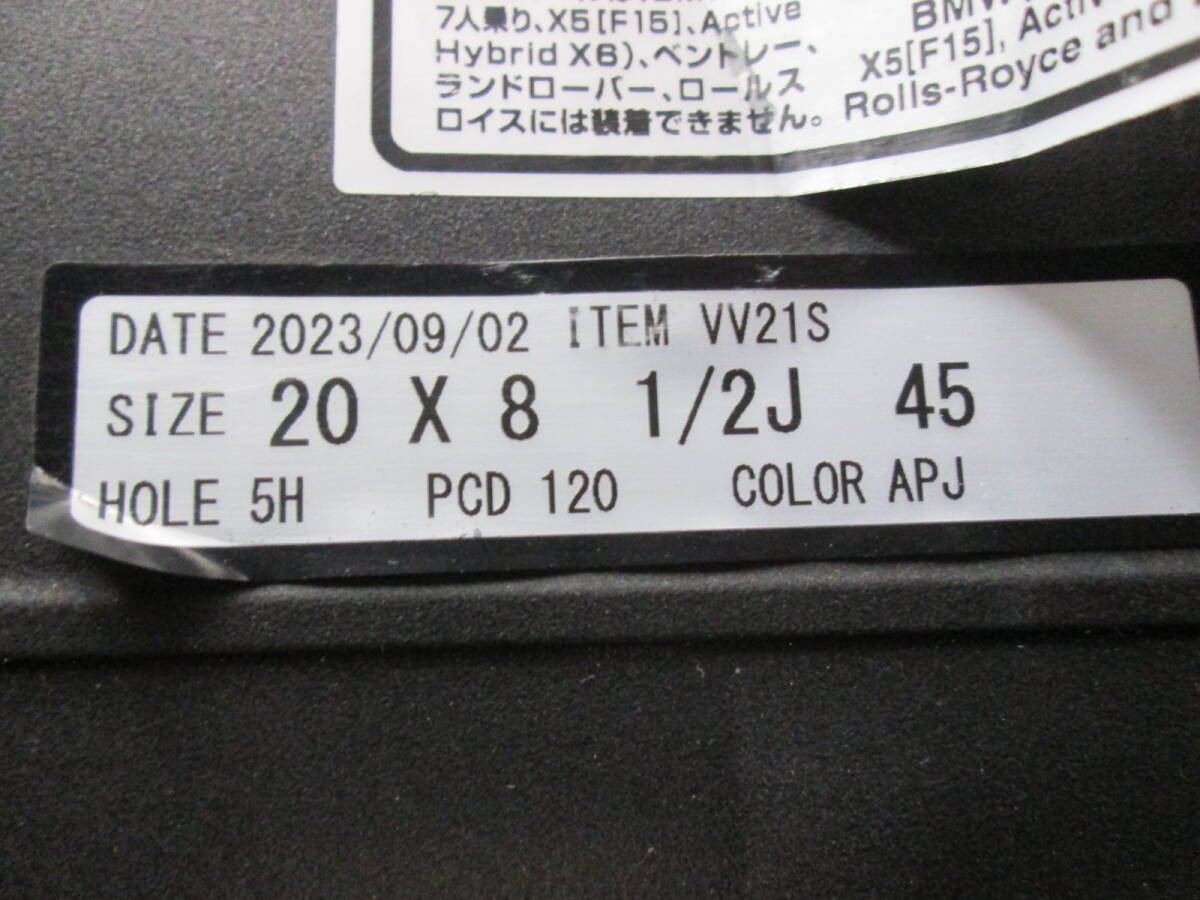 7人乗り、X5[F15]、Active
Hybrid X6)、ベントレー、
ランドローバー、ロールス
ロイスには装着できません。
BMW
X5[F15], Active
Rolls-Royce and
DATE 2023/09/02 ITEM VV21S
SIZE 20 X 8 1/2J 45
HOLE 5H PCD 120 COLOR APJ